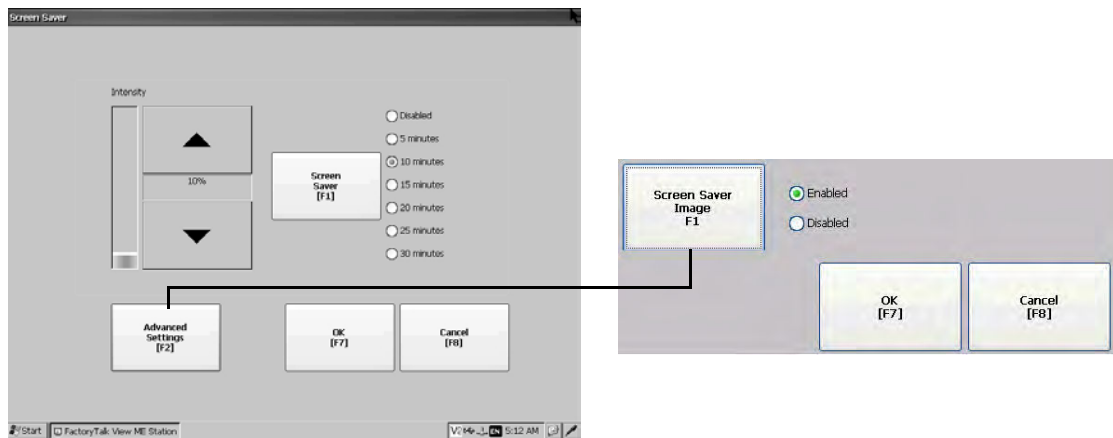 Screen Saver
Intensity
10%
Screen
Saver
[F1]
Disabled
5 minutes
10 minutes
15 minutes
20 minutes
25 minutes
30 minutes
Advanced
Settings
[F2]
OK
[F7]
Cancel
[F8]
Start
FactoryTalk View ME Station
EN
5:12 AM
Screen Saver
Image
F1
Enabled
Disabled
OK
[F7]
Cancel
[F8]